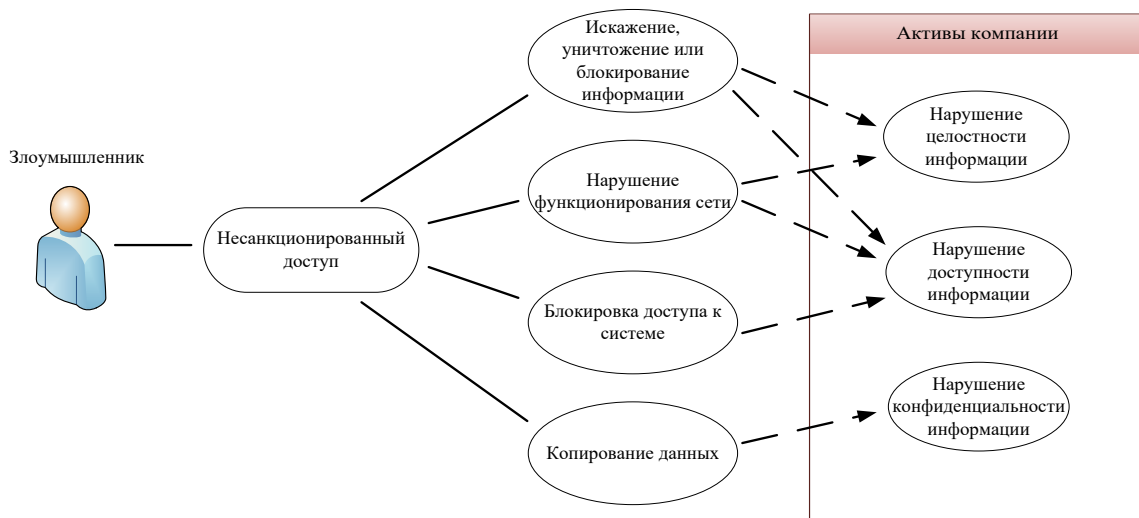 Злоумышленник
Несанкционированный
доступ
Искажение,
уничтожение или
блокирование
информации
Нарушение
функционирования сети
Блокировка доступа к
системе
Копирование данных
Активы компании
Нарушение
целостности
информации
Нарушение
доступности
информации
Нарушение
конфиденциальности
информации